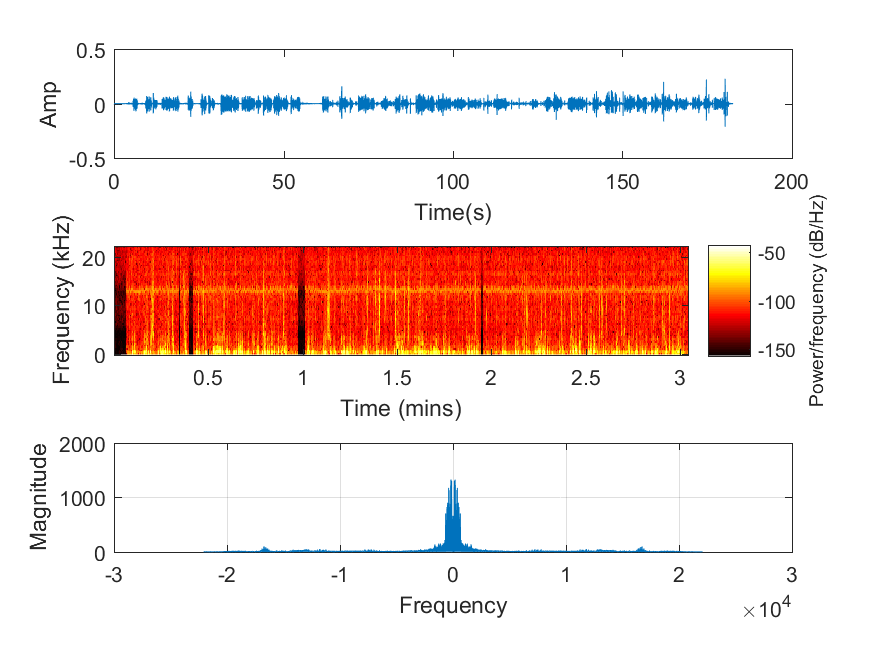 0.5
0
-0.5
Amp
0 50 100 150 200
Time(s)
20
10
0
Frequency (kHz)
0.5 1 1.5 2 2.5 3
Time (mins)
-50
-100
-150
Power/frequency (dB/Hz)
2000
1000
0
Magnitude
-3 -2 -1 0 1 2 3
Frequency
×10⁴